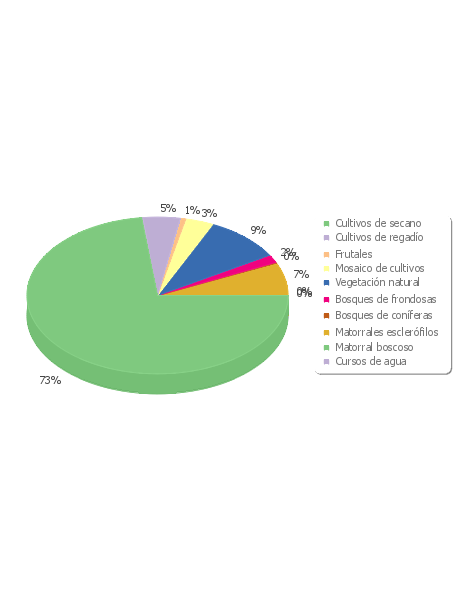 5%
1%
3%
9%
2%
0%
7%
0%
0%
73%
Cultivos de secano
Cultivos de regadío
Frutales
Mosaico de cultivos
Vegetación natural
Bosques de frondosas
Bosques de coníferas
Matorrales esclerófilos
Matorral boscoso
Cursos de agua